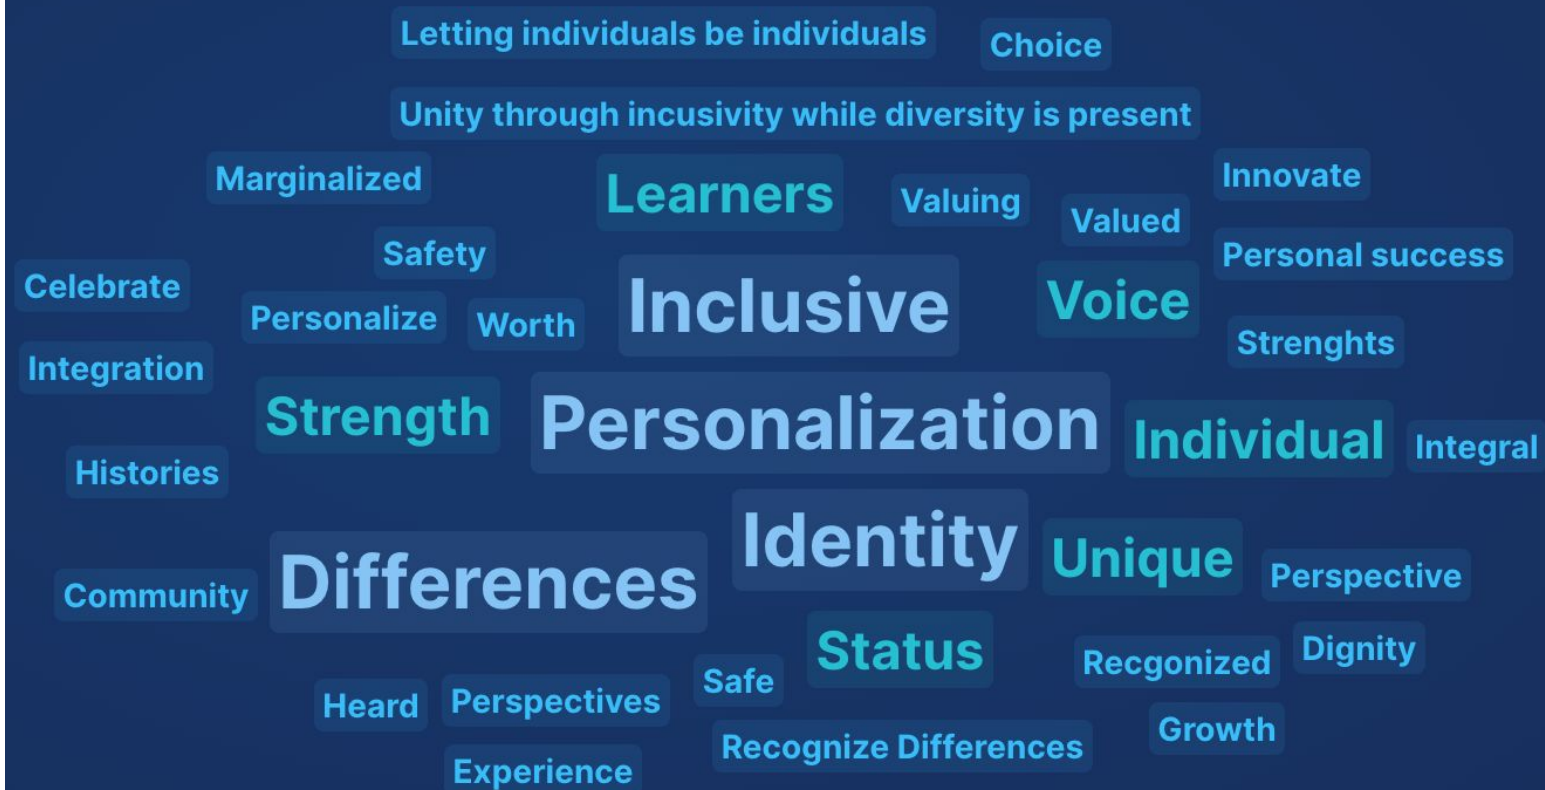 Letting individuals be individuals
Choice
Unity through incusivity while diversity is present
Marginalized
Learners
Valuing
Innovate
Valued
Safety
Personal success
Celebrate
Personalize
Worth
Inclusive
Voice
Strenghts
Integration
Strength
Personalization
Individual
Integral
Histories
Identity
Differences
Unique
Perspective
Community
Status
Recgonized
Dignity
Heard
Perspectives
Safe
Growth
Recognize Differences
Experience